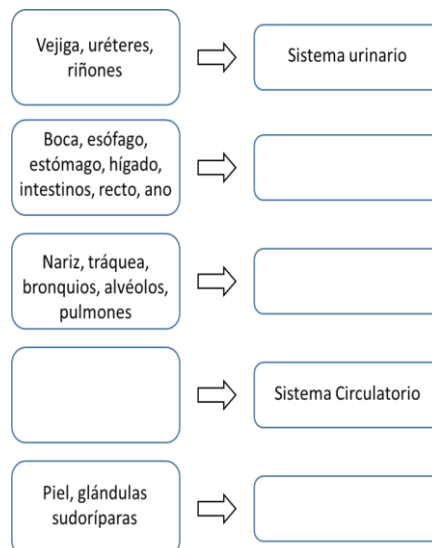 Vejiga, uréteres,
riñones
Sistema urinario
Boca, esófago,
estómago, hígado,
intestinos, recto, ano
Nariz, tráquea,
bronquios, alvéolos,
pulmones
Sistema Circulatorio
Piel, glándulas
sudoríparas